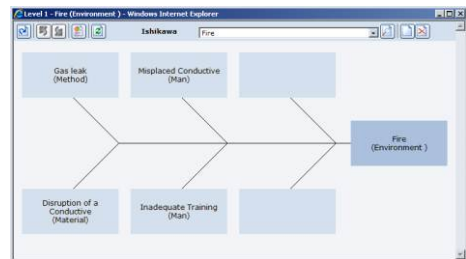 Level 1 - Fire (Environment ) - Windows Internet Explorer
Ishikawa Fire
Gas leak
(Method)
Misplaced Conductive
(Man)
Fire
(Environment )
Disruption of a
Conductive
(Material)
Inadequate Training
(Man)